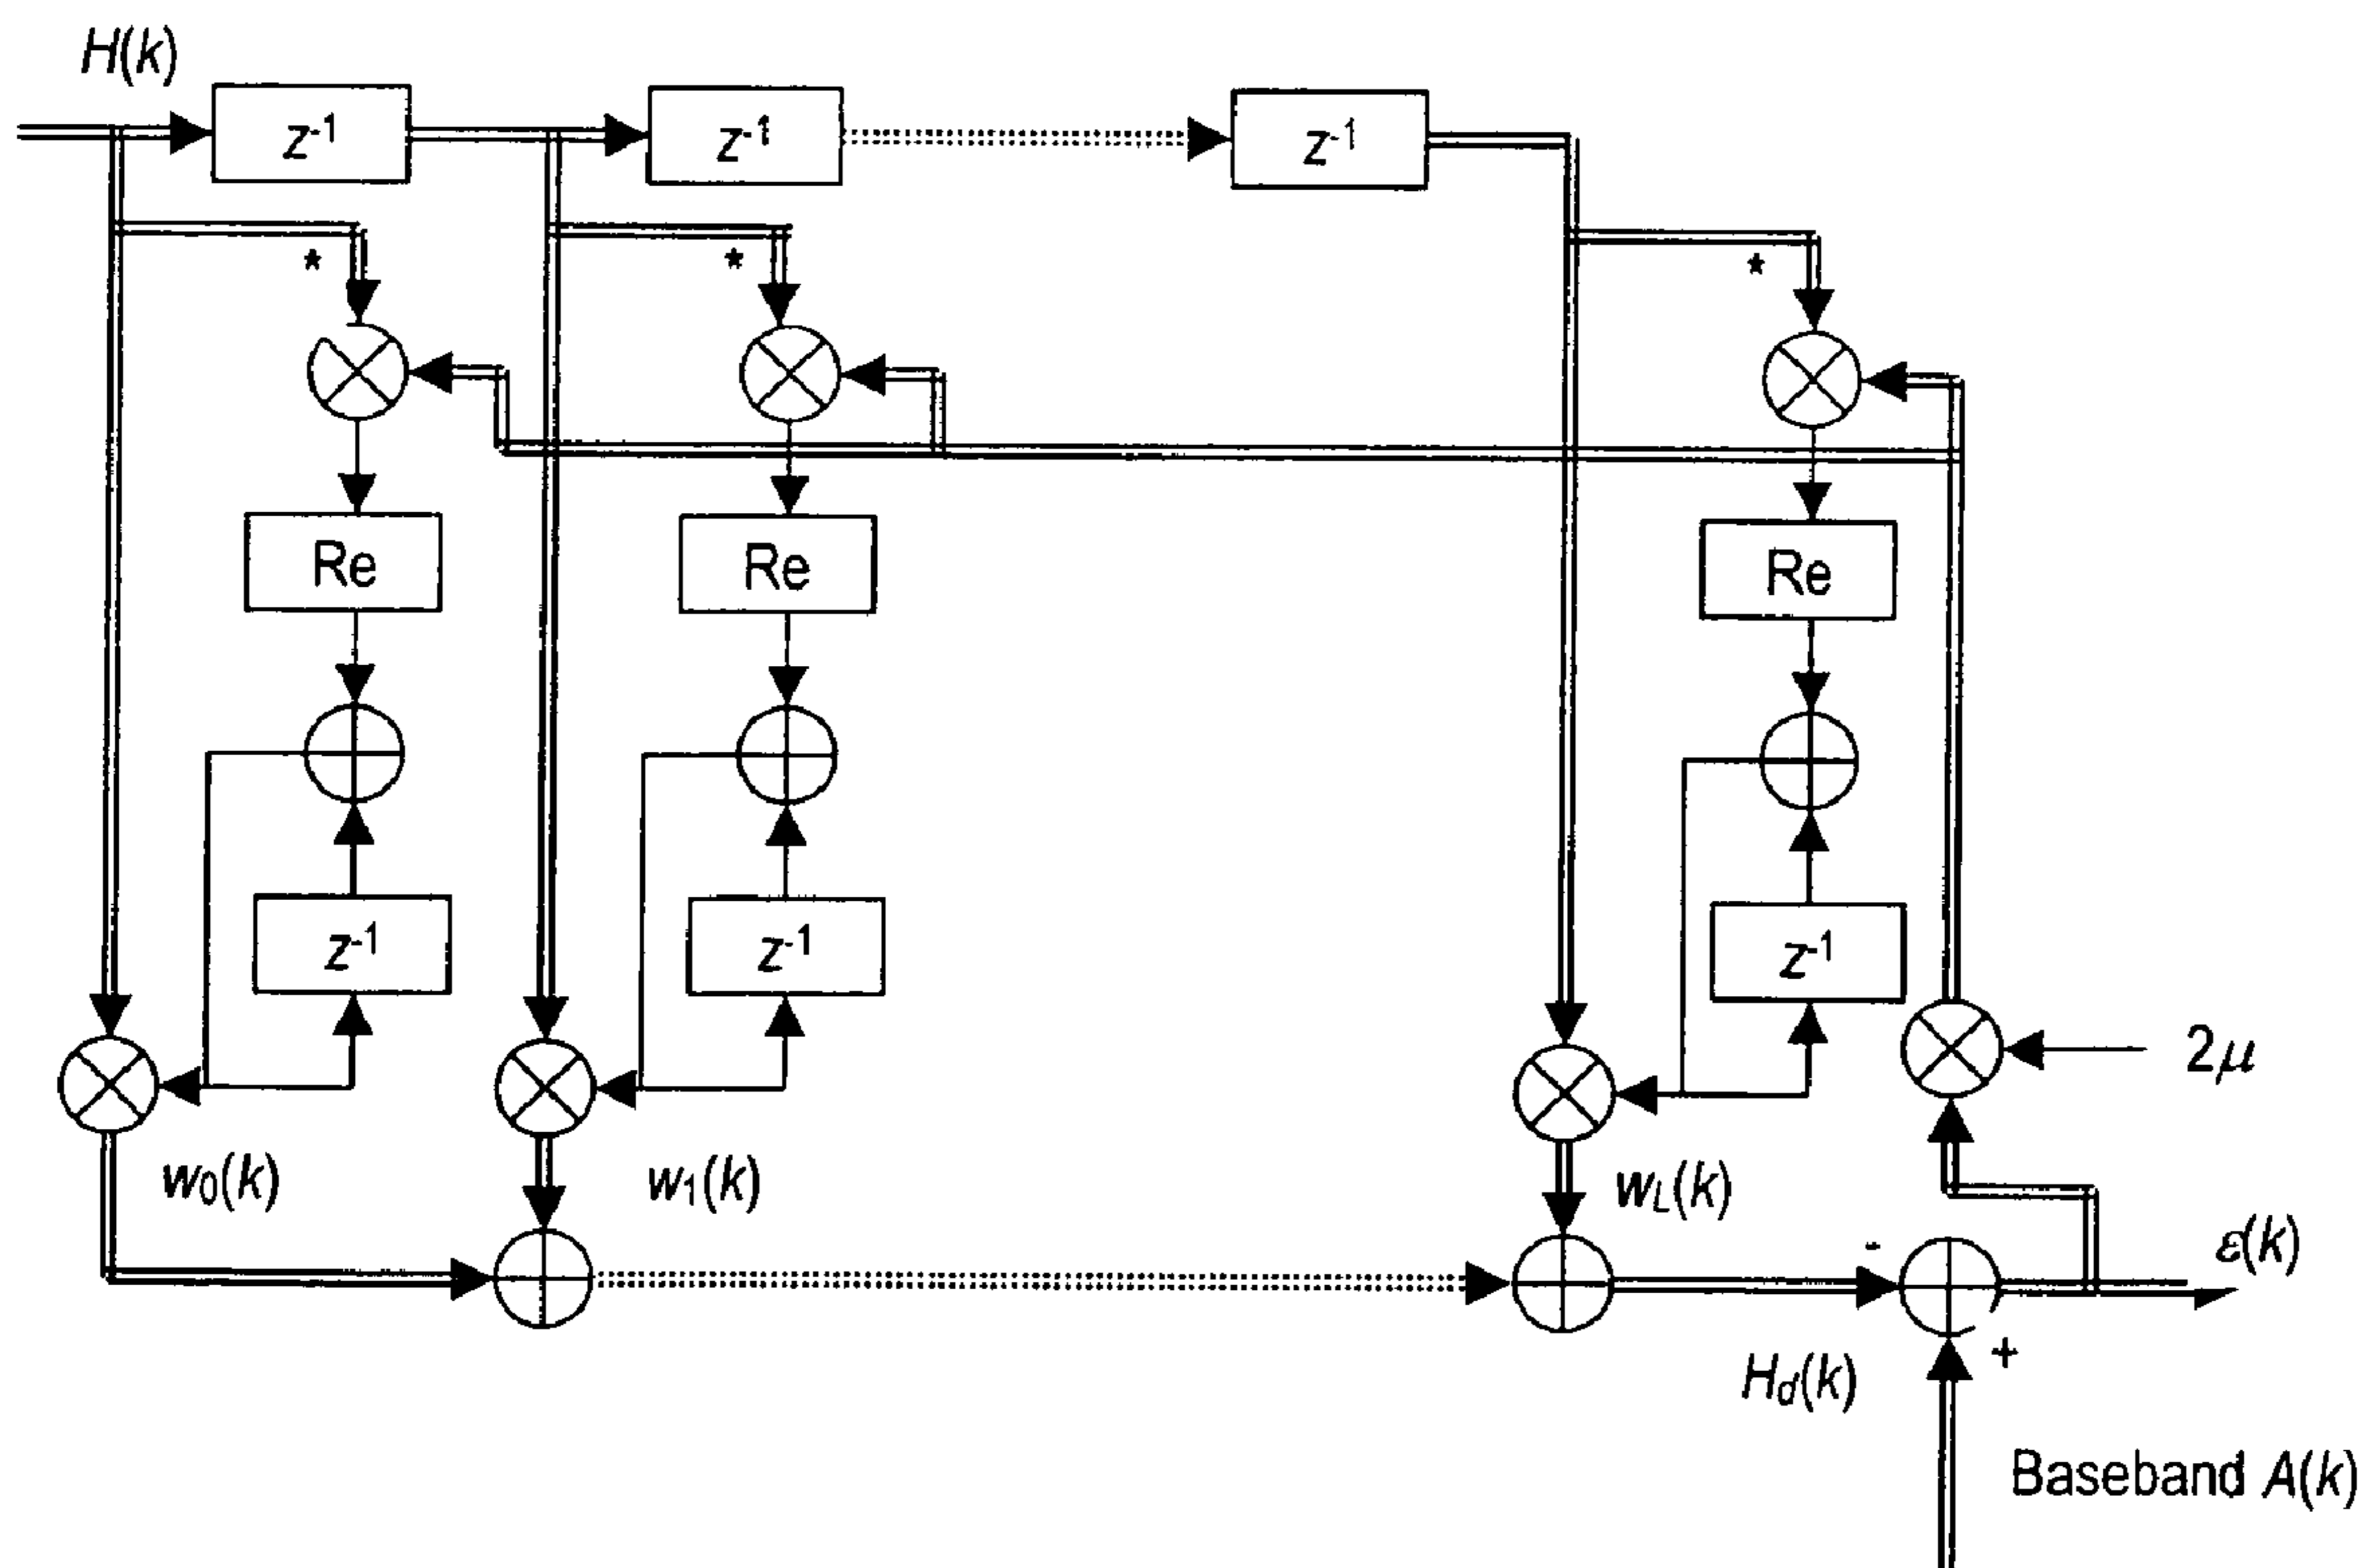 H(k)
z-1 z-1 z-1
* * *
Re Re Re
z-1 z-1 z-1
2μ
w0(k) w1(k) wL(k)
- ε(k)
Hd(k) +
Baseband A(k)